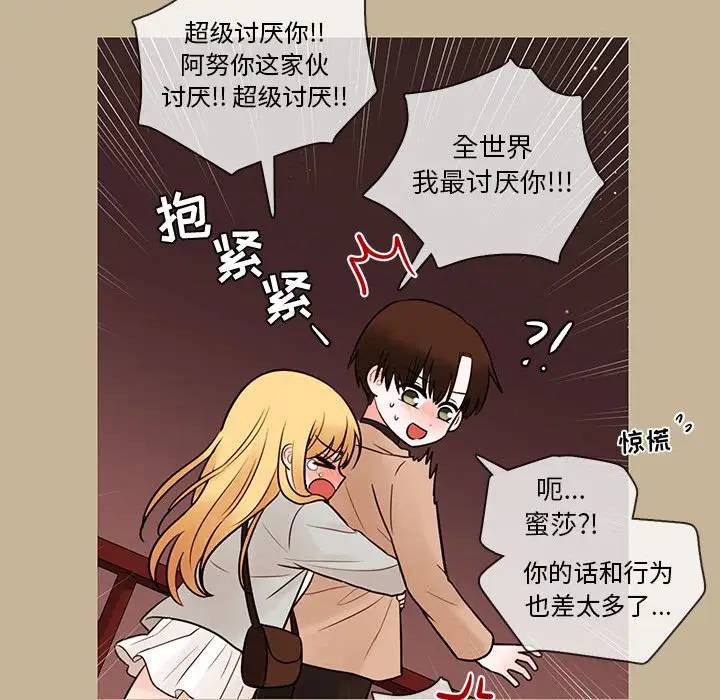 超级讨厌你!!
阿努你这家伙
讨厌!! 超级讨厌!!
全世界
我最讨厌你!!!
抱
紧
紧
?!
惊慌
呃...
蜜莎?!
你的话和行为
也差太多了...